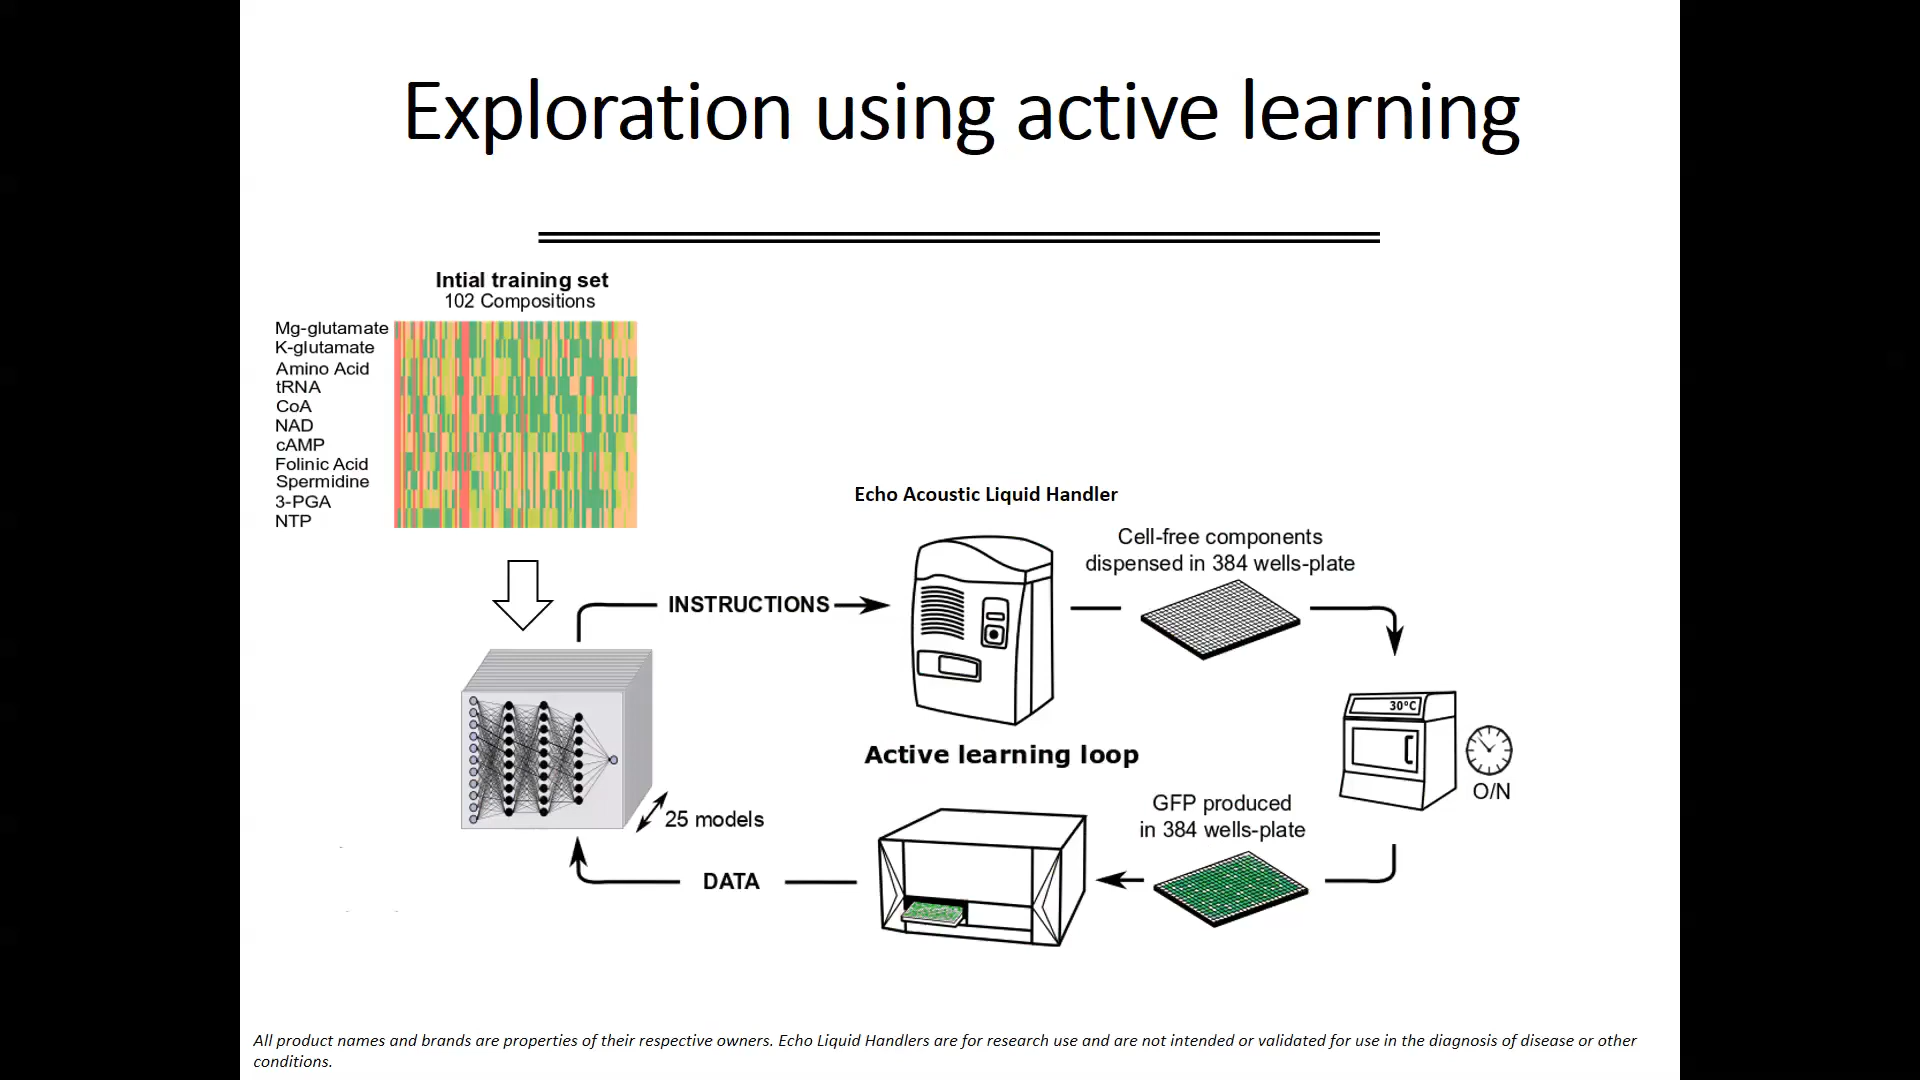 Exploration using active learning
Intial training set
102 Compositions
Mg-glutamate
K-glutamate
Amino Acid
tRNA
CoA
NAD
cAMP
Folinic Acid
Spermidine
3-PGA
NTP
Echo Acoustic Liquid Handler
Cell-free components
dispensed in 384 wells-plate
INSTRUCTIONS
30°C
Active learning loop
O/N
GFP produced
in 384 wells-plate
25 models
DATA
All product names and brands are properties of their respective owners. Echo Liquid Handlers are for research use and are not intended or validated for use in the diagnosis of disease or other
conditions.